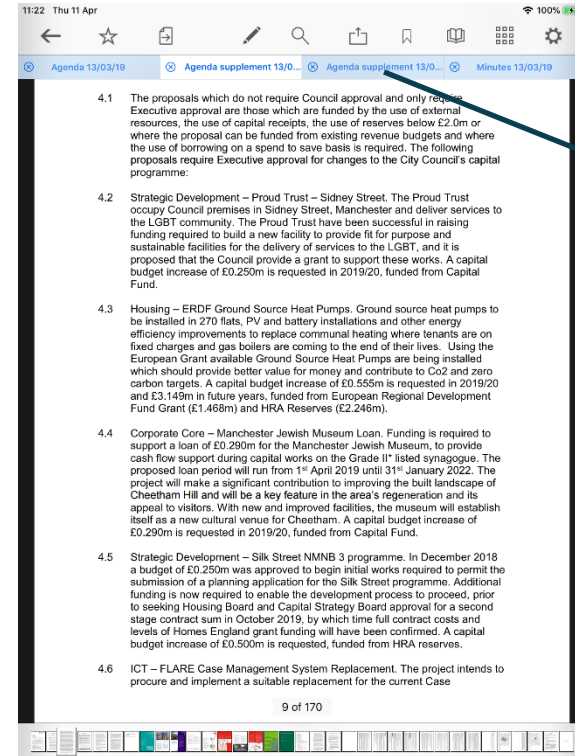 11:22 Thu 11 Apr
100%
Agenda 13/03/19
Agenda supplement 13/0...
Agenda supplement 13/0...
Minutes 13/03/19
4.1 The proposals which do not require Council approval and only require
Executive approval are those which are funded by the use of external
resources, the use of capital receipts, the use of reserves below £2.0m or
where the proposal can be funded from existing revenue budgets and where
the use of borrowing on a spend to save basis is required. The following
proposals require Executive approval for changes to the City Council's capital
programme:
4.2 Strategic Development – Proud Trust – Sidney Street. The Proud Trust
occupy Council premises in Sidney Street, Manchester and deliver services to
the LGBT community. The Proud Trust have been successful in raising
funding required to build a new facility to provide fit for purpose and
sustainable facilities for the delivery of services to the LGBT, and it is
proposed that the Council provide a grant to support these works. A capital
budget increase of £0.250m is requested in 2019/20, funded from Capital
Fund.
4.3 Housing – ERDF Ground Source Heat Pumps. Ground source heat pumps to
be installed in 270 flats, PV and battery installations and other energy
efficiency improvements to replace communal heating where tenants are on
fixed charges and gas boilers are coming to the end of their lives. Using the
European Grant available Ground Source Heat Pumps are being installed
which should provide better value for money and contribute to Co2 and zero
carbon targets. A capital budget increase of £0.555m is requested in 2019/20
and £3.149m in future years, funded from European Regional Development
Fund Grant (£1.468m) and HRA Reserves (£2.246m).
4.4 Corporate Core – Manchester Jewish Museum Loan. Funding is required to
support a loan of £0.290m for the Manchester Jewish Museum, to provide
cash flow support during capital works on the Grade II* listed synagogue. The
proposed loan period will run from 1st April 2019 until 31st January 2022. The
project will make a significant contribution to improving the built landscape of
Cheetham Hill and will be a key feature in the area's regeneration and its
appeal to visitors. With new and improved facilities, the museum will establish
itself as a new cultural venue for Cheetham. A capital budget increase of
£0.290m is requested in 2019/20, funded from Capital Fund.
4.5 Strategic Development – Silk Street NMNB 3 programme. In December 2018
a budget of £0.250m was approved to begin initial works required to permit the
submission of a planning application for the Silk Street programme. Additional
funding is now required to enable the development process to proceed, prior
to seeking Housing Board and Capital Strategy Board approval for a second
stage contract sum in October 2019, by which time full contract costs and
levels of Homes England grant funding will have been confirmed. A capital
budget increase of £0.500m is requested, funded from HRA reserves.
4.6 ICT – FLARE Case Management System Replacement. The project intends to
procure and implement a suitable replacement for the current Case
9 of 170